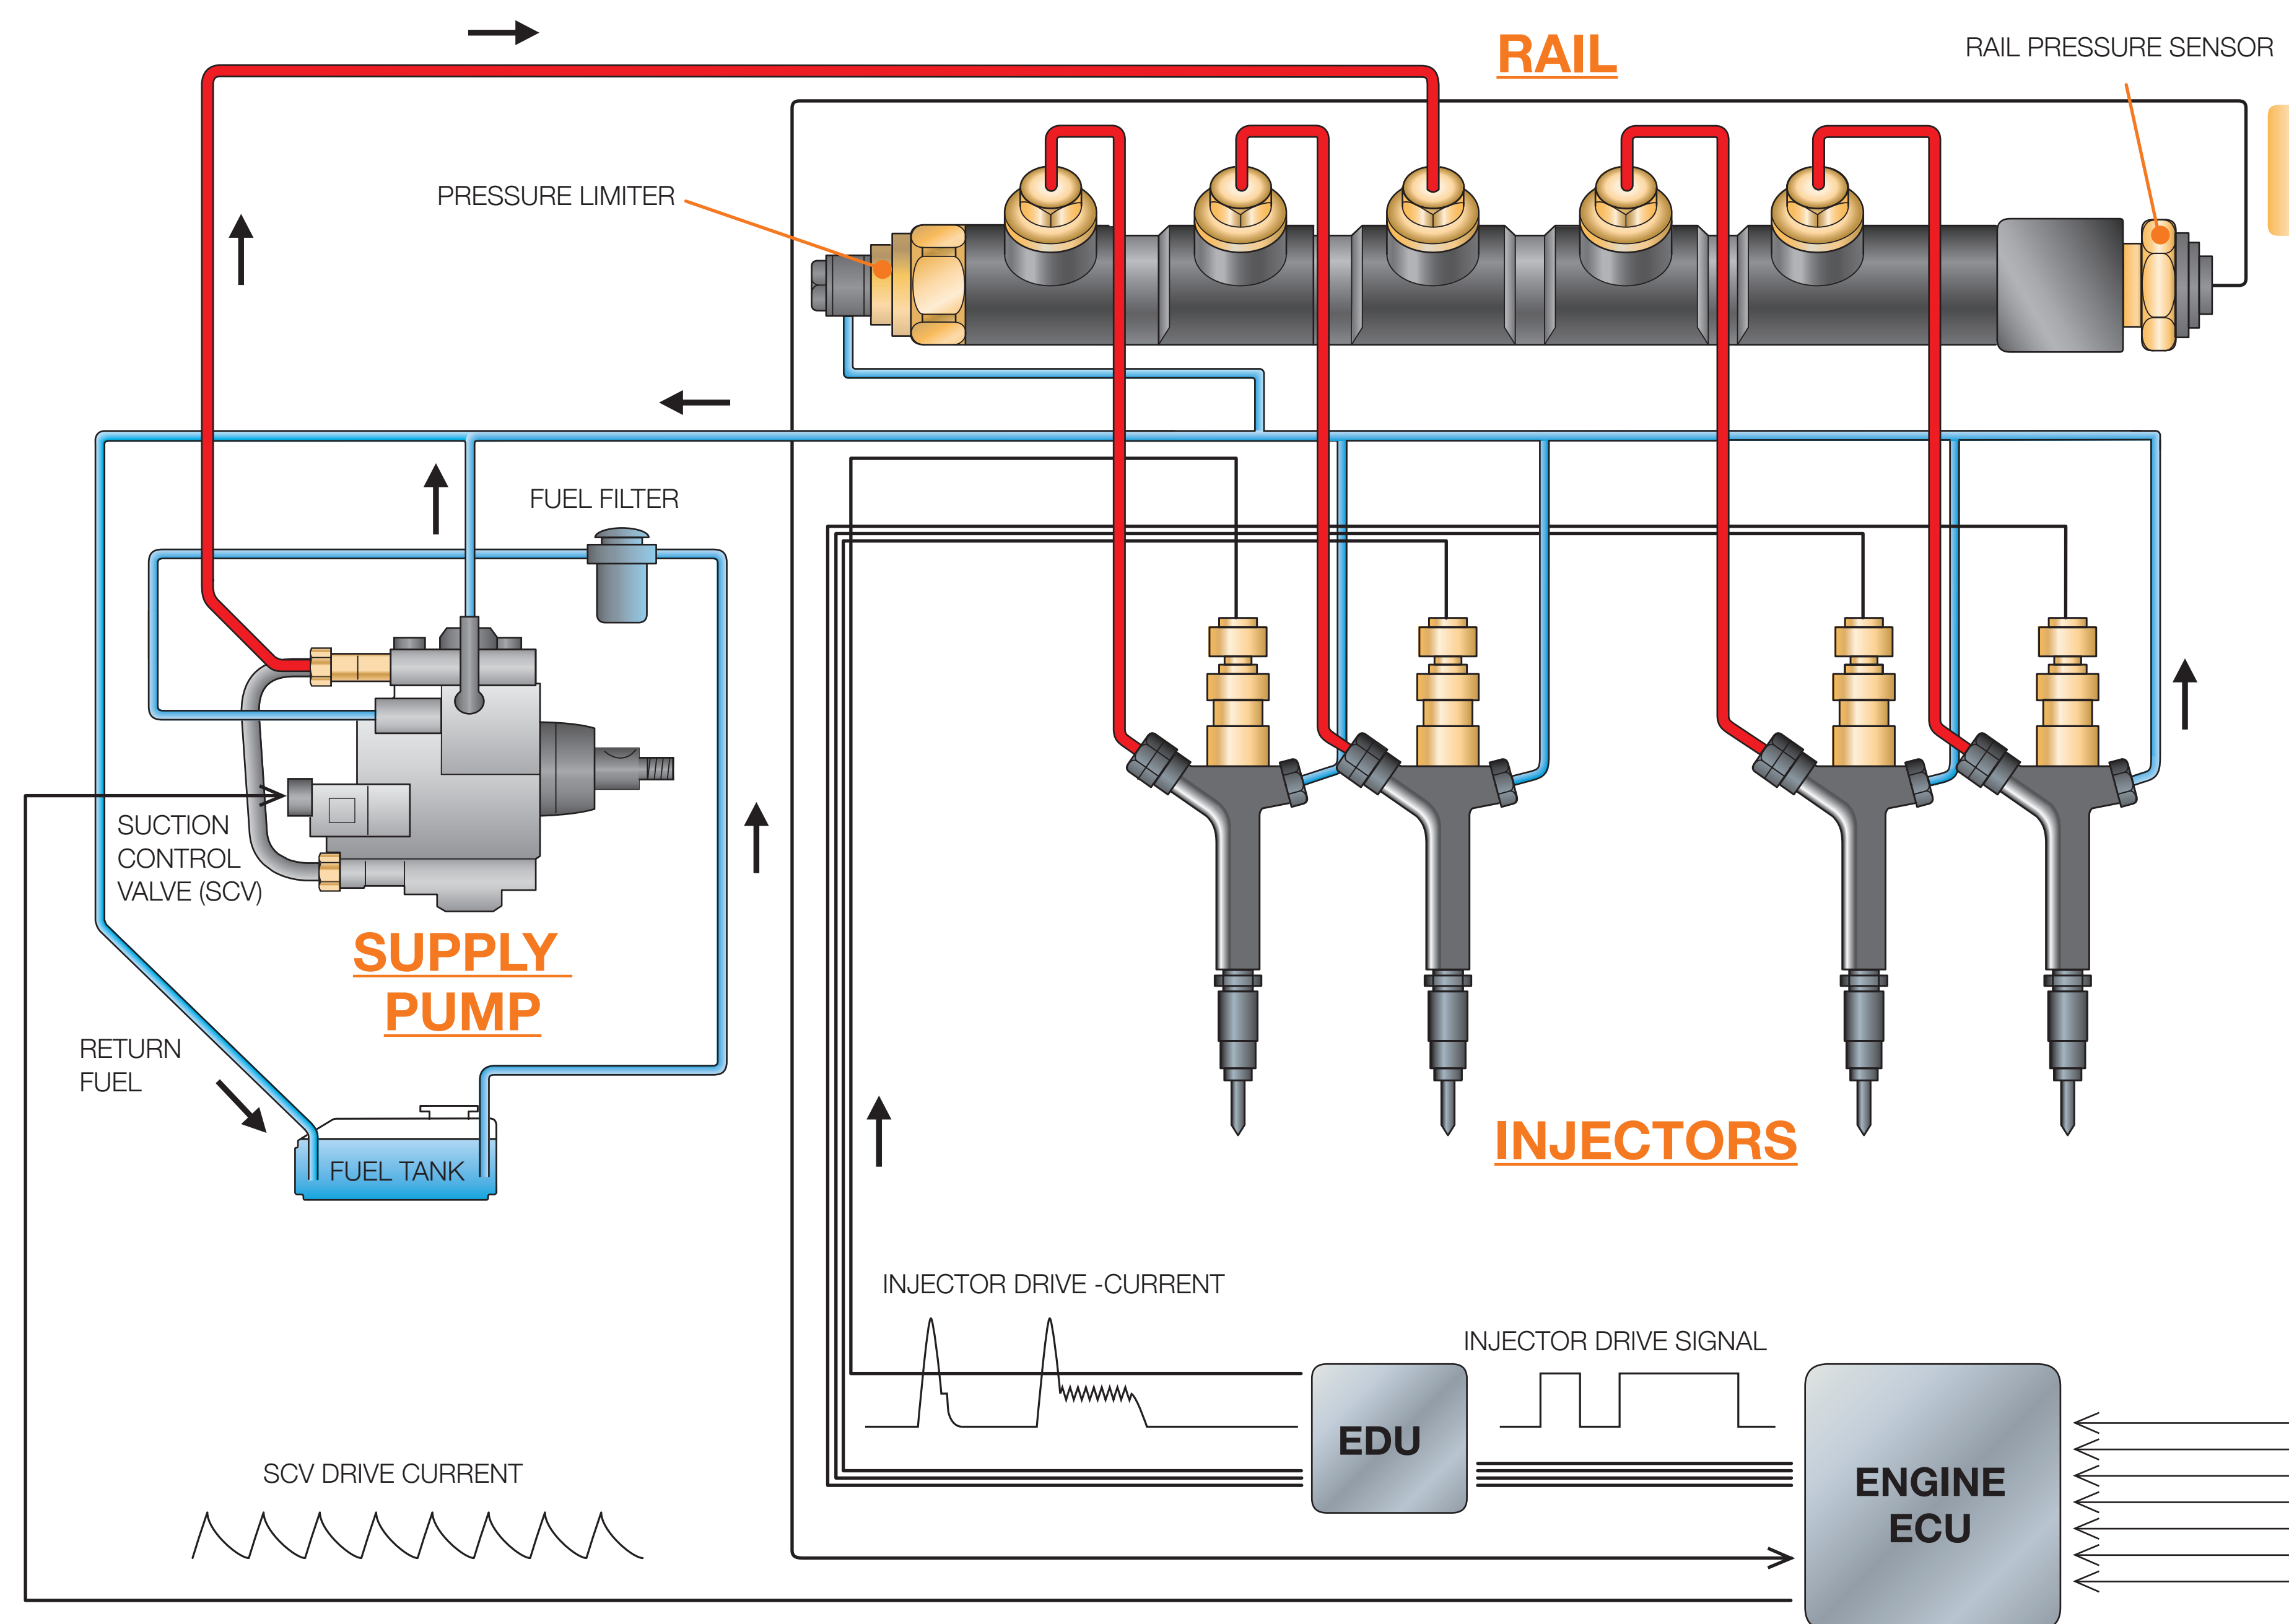 RAIL
RAIL PRESSURE SENSOR
PRESSURE LIMITER
FUEL FILTER
SUCTION
CONTROL
VALVE (SCV)
SUPPLY
PUMP
RETURN
FUEL
FUEL TANK
INJECTORS
INJECTOR DRIVE -CURRENT
INJECTOR DRIVE SIGNAL
EDU
ENGINE
ECU
SCV DRIVE CURRENT